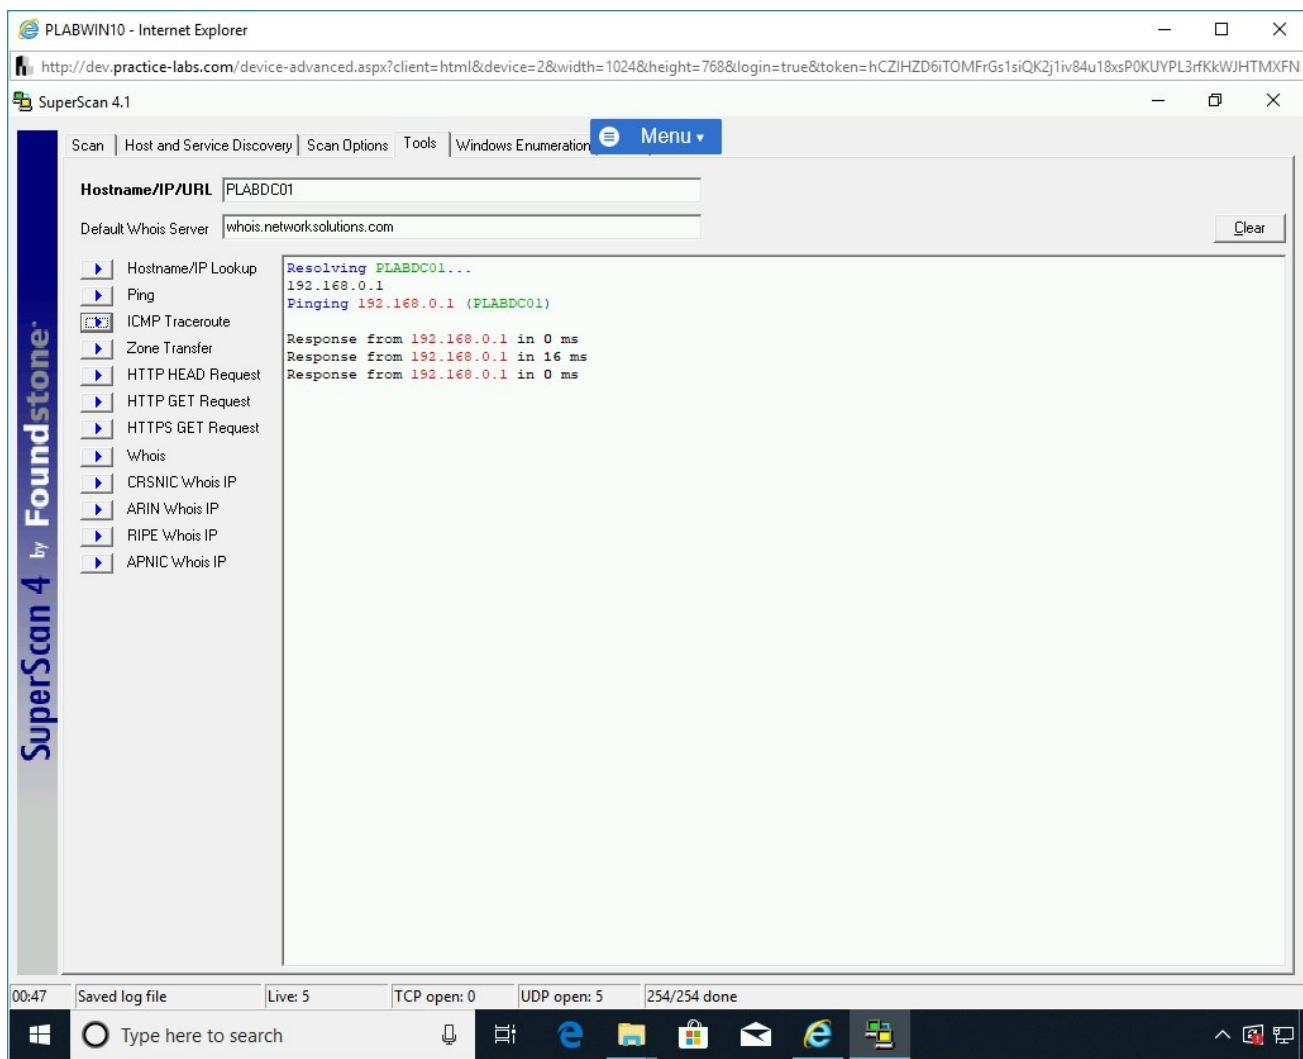 PLABWIN10 - Internet Explorer
http://dev.practice-labs.com/device-advanced.aspx?client=html&device=2&width=1024&height=768&login=true&token=hCZIHZD6iTOMFrGs1siQK2j1iv84u18xsP0KUYPL3rfKkWJHTMXFN
SuperScan 4.1
Scan Host and Service Discovery Scan Options Tools Windows Enumeration Menu
Hostname/IP/URL PLABDC01
Default Whois Server whois.networksolutions.com Clear
Hostname/IP Lookup
Ping
ICMP Traceroute
Zone Transfer
HTTP HEAD Request
HTTP GET Request
HTTPS GET Request
Whois
CRSNIC Whois IP
ARIN Whois IP
RIPE Whois IP
APNIC Whois IP
Resolving PLABDC01...
192.168.0.1
Pinging 192.168.0.1 (PLABDC01)
Response from 192.168.0.1 in 0 ms
Response from 192.168.0.1 in 16 ms
Response from 192.168.0.1 in 0 ms
SuperScan 4 by Foundstone
00:47 Saved log file Live: 5 TCP open: 0 UDP open: 5 254/254 done
Type here to search